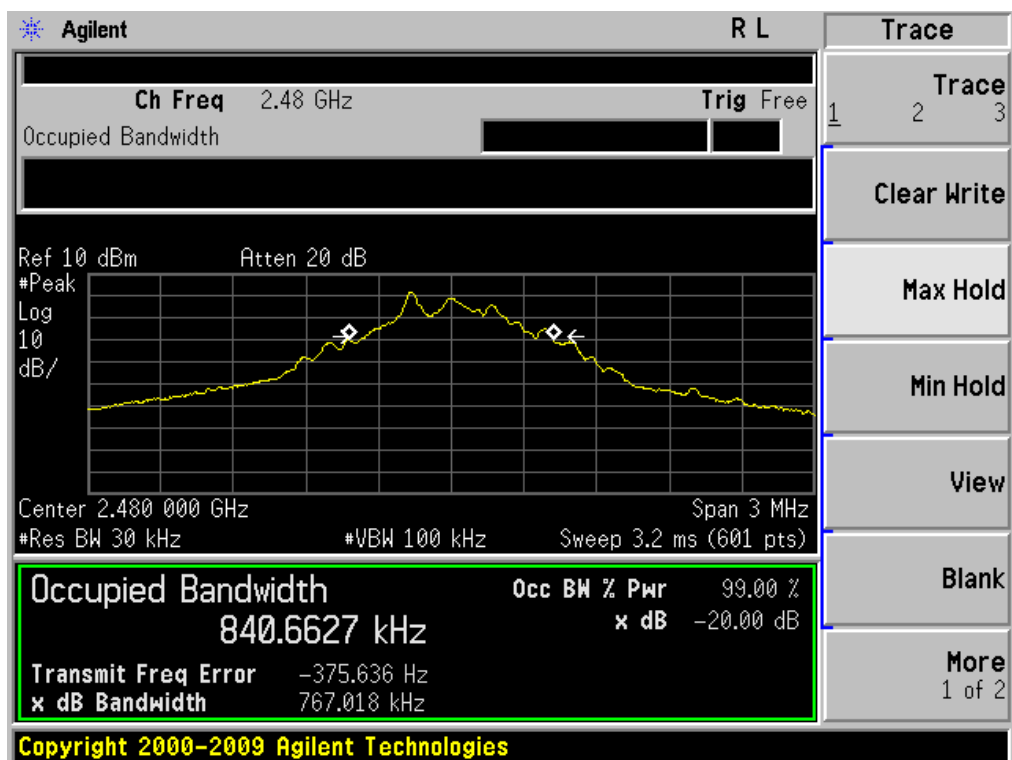 Agilent
R L
Trace
Ch Freq 2.48 GHz
Trig Free
Occupied Bandwidth
Trace
1 2 3
Clear Write
Max Hold
Min Hold
View
Blank
More
1 of 2
Ref 10 dBm
Atten 20 dB
#Peak
Log
10
dB/
Center 2.480 000 GHz
Span 3 MHz
#Res BW 30 kHz
#VBW 100 kHz
Sweep 3.2 ms (601 pts)
Occupied Bandwidth
840.6627 kHz
Occ BW % Pwr 99.00 %
x dB -20.00 dB
Transmit Freq Error -375.636 Hz
x dB Bandwidth 767.018 kHz
Copyright 2000-2009 Agilent Technologies